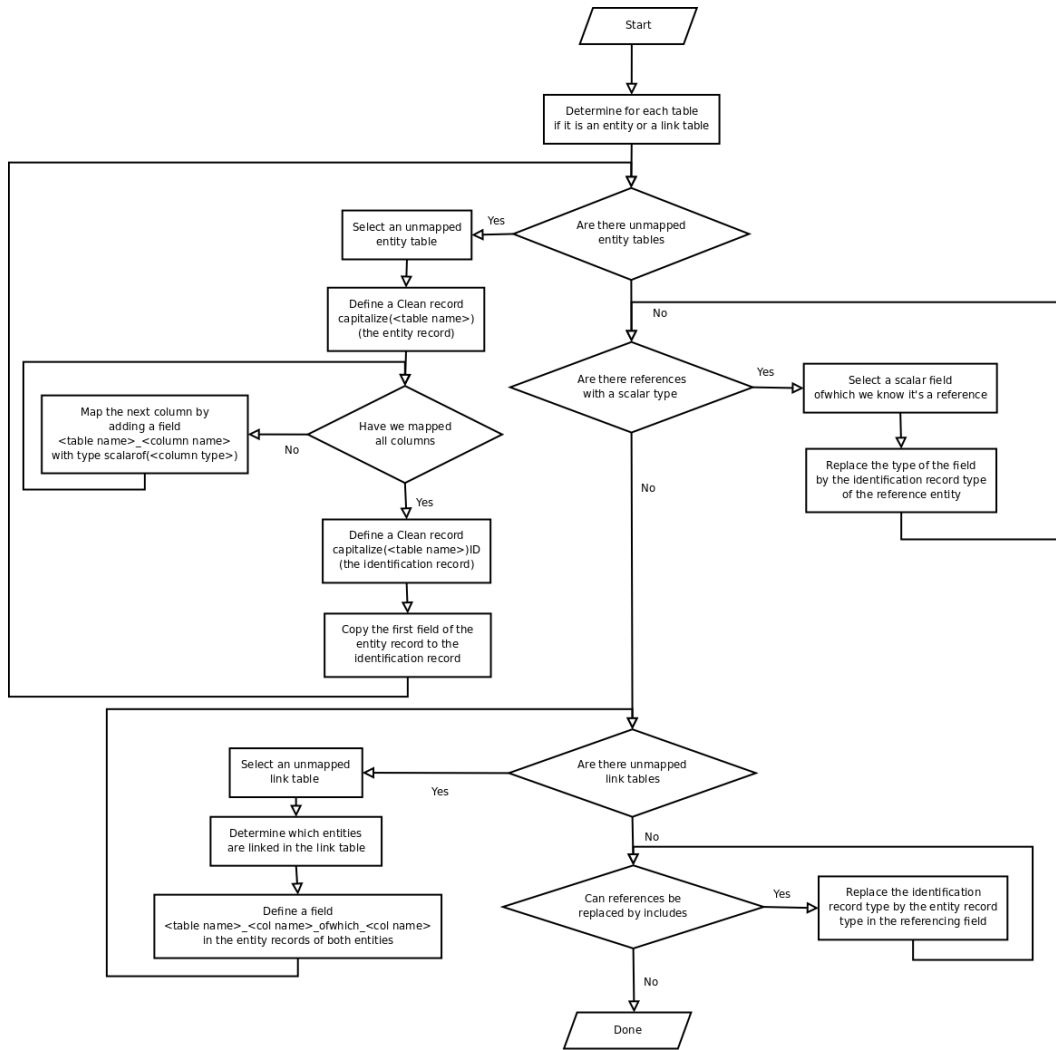 Start
Determine for each table
if it is an entity or a link table
Are there unmapped
entity tables
Yes
Select an unmapped
entity table
Define a Clean record
capitalize(<table name>)
(the entity record)
No
Are there references
with a scalar type
Yes
Select a scalar field
ofwhich we know it's a reference
Replace the type of the field
by the identification record type
of the reference entity
Have we mapped
all columns
No
Map the next column by
adding a field
<table name>_<column name>
with type scalarof(<column type>)
Yes
Define a Clean record
capitalize(<table name>)ID
(the identification record)
Copy the first field of the
entity record to the
identification record
No
Are there unmapped
link tables
Yes
Select an unmapped
link table
Determine which entities
are linked in the link table
Define a field
<table name>_<col name>_ofwhich_<col name>
in the entity records of both entities
No
Can references be
replaced by includes
Yes
Replace the identification
record type by the entity record
type in the referencing field
No
Done